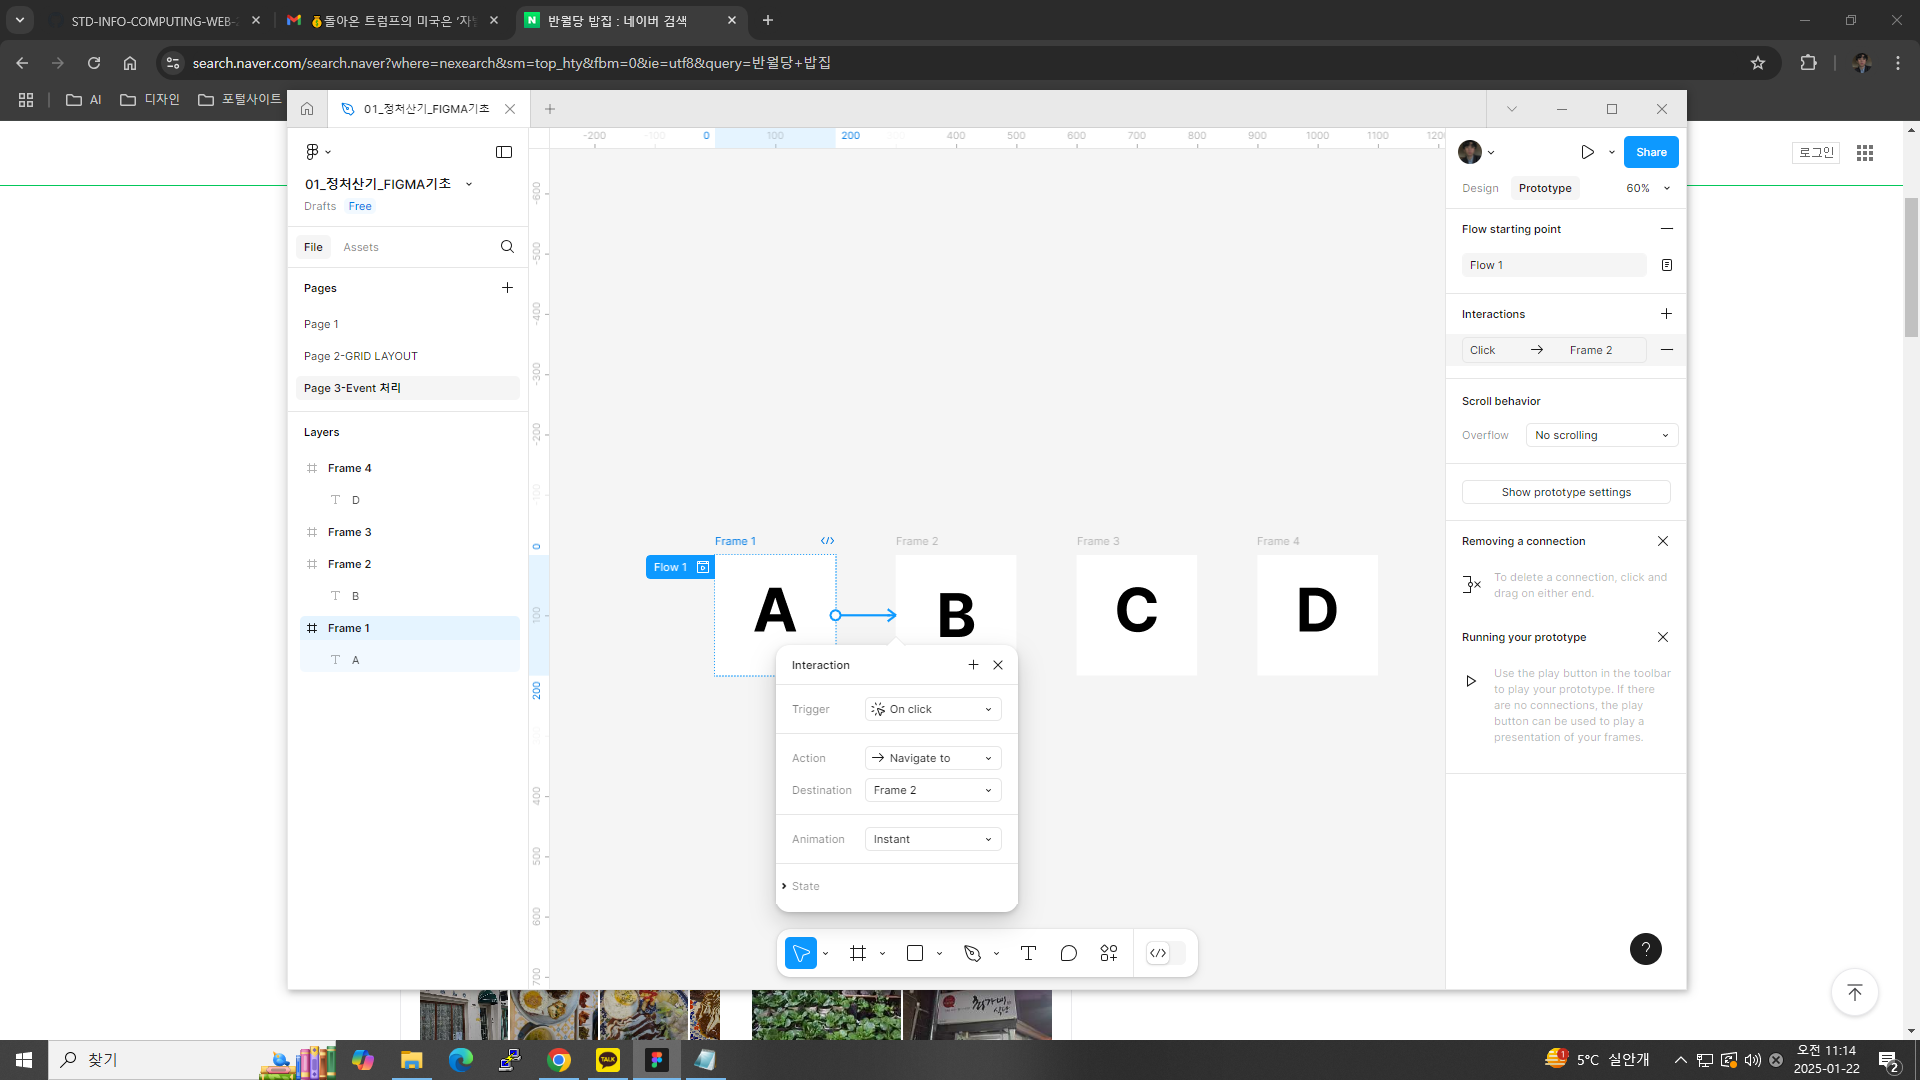 STD-INFO-COMPUTING-WEB-
💰돌아온 트럼프의 미국은 '자
반월당 밥집 : 네이버 검색
search.naver.com/search.naver?where=nexearch&sm=top_hty&fbm=0&ie=utf8&query=반월당+밥집
AI
디자인
포털사이트
로그인
01_정처산기_FIGMA기초
01_정처산기_FIGMA기초
Drafts
Free
File
Assets
Pages
Page 1
Page 2-GRID LAYOUT
Page 3-Event 처리
Layers
Frame 4
D
Frame 3
Frame 2
B
Frame 1
A
-200 -100 0 100 200 400 500 600 700 800 900 1000 1100 120
-600
-500
-400
-300
-200
-100
0
100
200
400
500
600
700
Frame 1
Frame 2
Frame 3
Frame 4
Flow 1
A
B
C
D
Interaction
Trigger
On click
Action
Navigate to
Destination
Frame 2
Animation
Instant
State
Share
Design
Prototype
60%
Flow starting point
Flow 1
Interactions
Click
Frame 2
Scroll behavior
Overflow
No scrolling
Show prototype settings
Removing a connection
To delete a connection, click and
drag on either end.
Running your prototype
Use the play button in the toolbar
to play your prototype. If there
are no connections, the play
button can be used to play a
presentation of your frames.
?
찾기
TALK
1
5°C 실안개
오전 11:14
2025-01-22
2